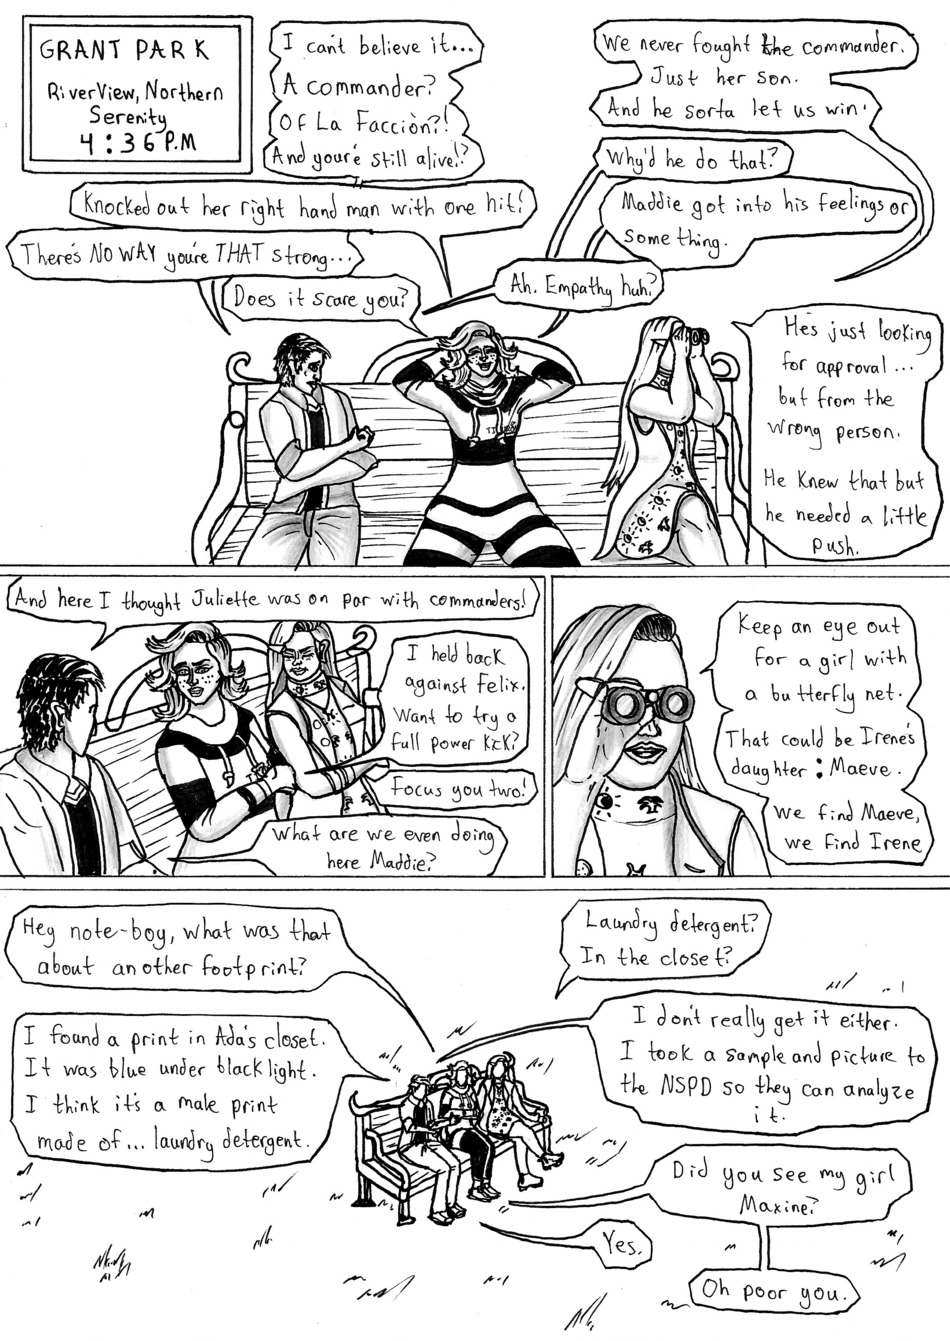 GRANT PARK
RiverView, Northern
Serenity
4:36 P.M
I can't believe it...
A commander?
Of La Facciòn?!
And you're still alive!?
We never fought the commander.
Just her son.
And he sorta let us win.
Why'd he do that?
Knocked out her right hand man with one hit!
Maddie got into his feelings or
something.
There's NO WAY you're THAT strong...
Ah. Empathy huh?
Does it scare you?
He's just looking
for approval...
but from the
wrong person.
He knew that but
he needed a little
push.
And here I thought Juliette was on par with commanders!
I held back
against Felix.
Want to try a
full power kick?
Focus you two!
What are we even doing
here Maddie?
Keep an eye out
for a girl with
a butterfly net.
That could be Irene's
daughter: Maeve.
We find Maeve,
we find Irene
Hey note-boy, what was that
about another footprint?
Laundry detergent?
In the closet?
I found a print in Ada's closet.
It was blue under blacklight.
I think it's a male print
made of... laundry detergent.
I don't really get it either.
I took a sample and picture to
the NSPD so they can analyze
it.
Did you see my girl
Maxine?
Yes.
Oh poor you.